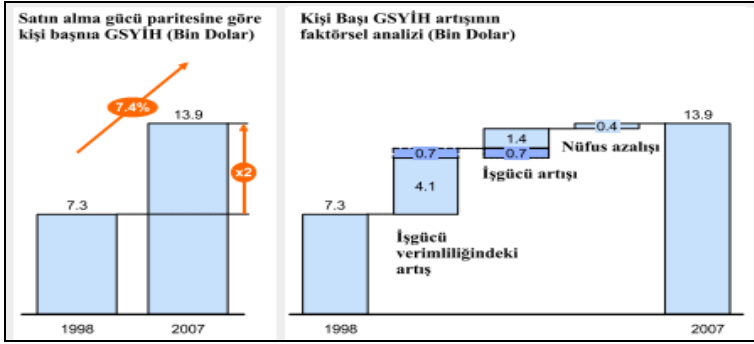 Satın alma gücü paritesine göre
kişi başnıa GSYİH (Bin Dolar)
7.4%
13.9
x2
7.3
1998 2007
Kişi Başı GSYİH artışının
faktörsel analizi (Bin Dolar)
13.9
0.4
1.4
0.7
0.7
Nüfus azalışı
İşgücü artışı
4.1
7.3
İşgücü
verimliliğindeki
artış
1998 2007